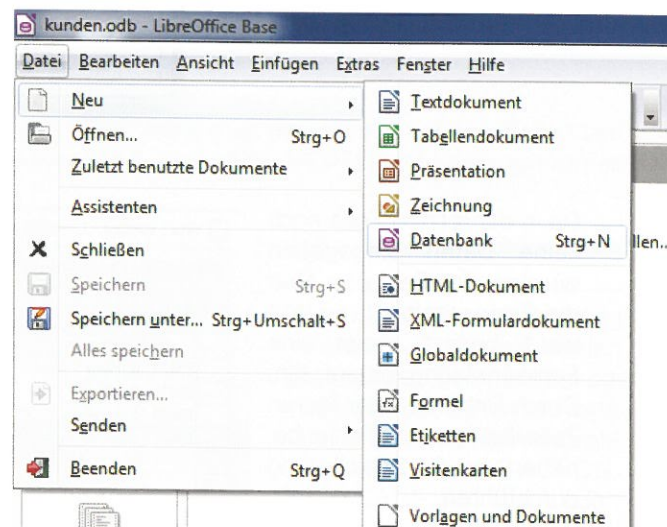 kunden.odb - LibreOffice Base
Datei Bearbeiten Ansicht Einfügen Extras Fenster Hilfe
Neu
Öffnen... Strg+O
Zuletzt benutzte Dokumente
Assistenten
Schließen
Speichern Strg+S
Speichern unter... Strg+Umschalt+S
Alles speichern
Exportieren...
Senden
Beenden Strg+Q
Textdokument
Tabellendokument
Präsentation
Zeichnung
Datenbank Strg+N
HTML-Dokument
XML-Formulardokument
Globaldokument
Formel
Etiketten
Visitenkarten
Vorlagen und Dokumente
llen...